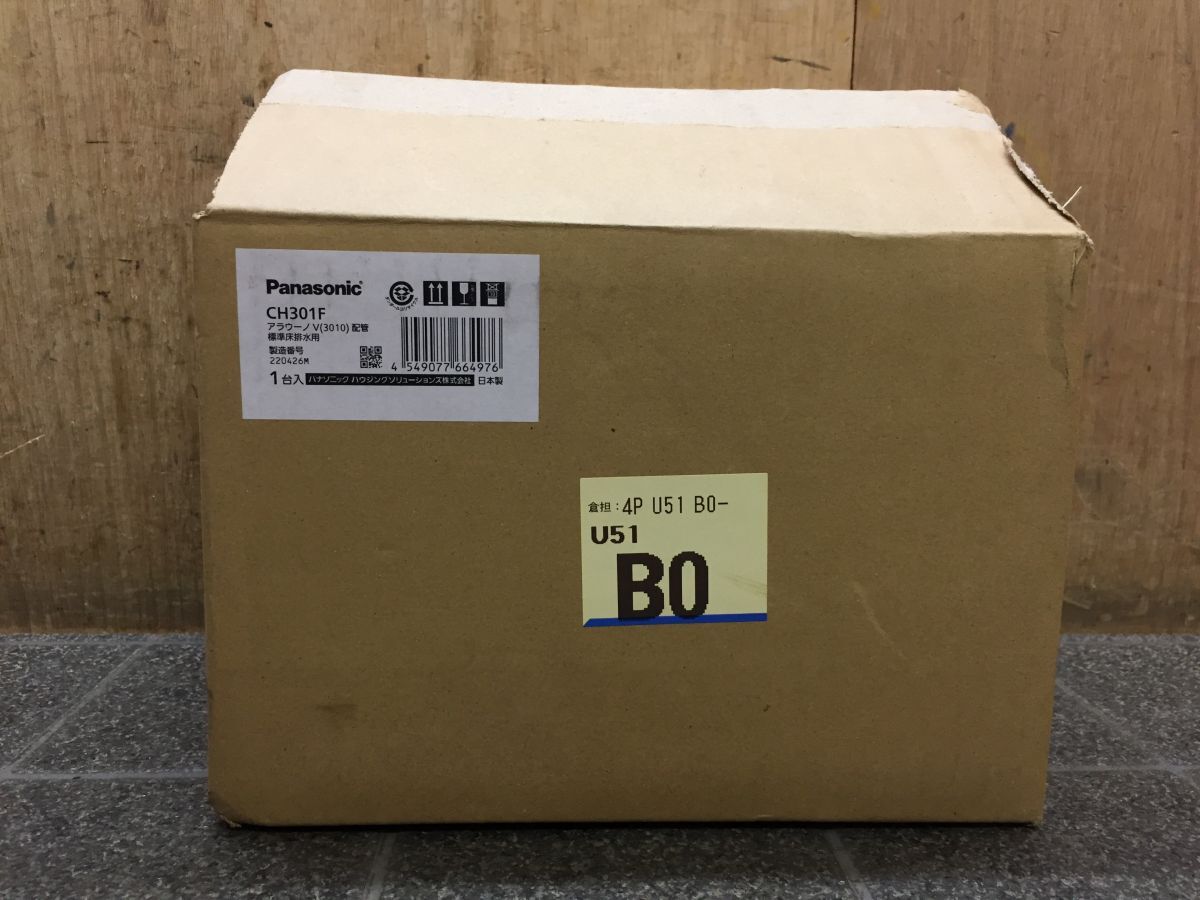 Panasonic
CH301F
アラウーノV(3010)配管
標準床排水用
製造番号
220426M
4 549077 664976
1台入 パナソニック ハウジングソリューションズ株式会社 日本製
倉担:4P U51 B0-
U51
B0